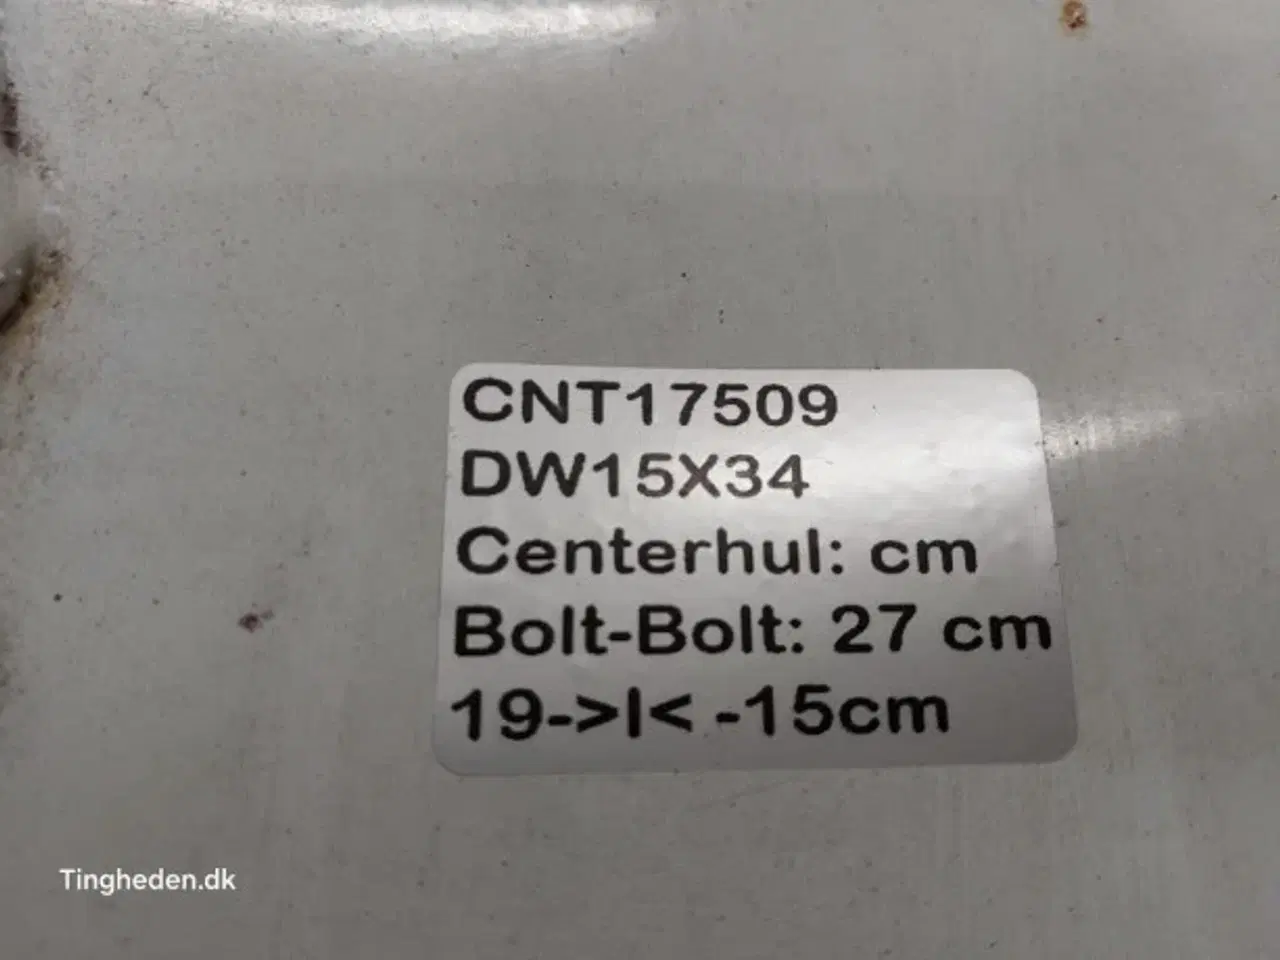 CNT17509
DW15X34
Centerhul: cm
Bolt-Bolt: 27 cm
19->I< -15cm
Tingheden.dk